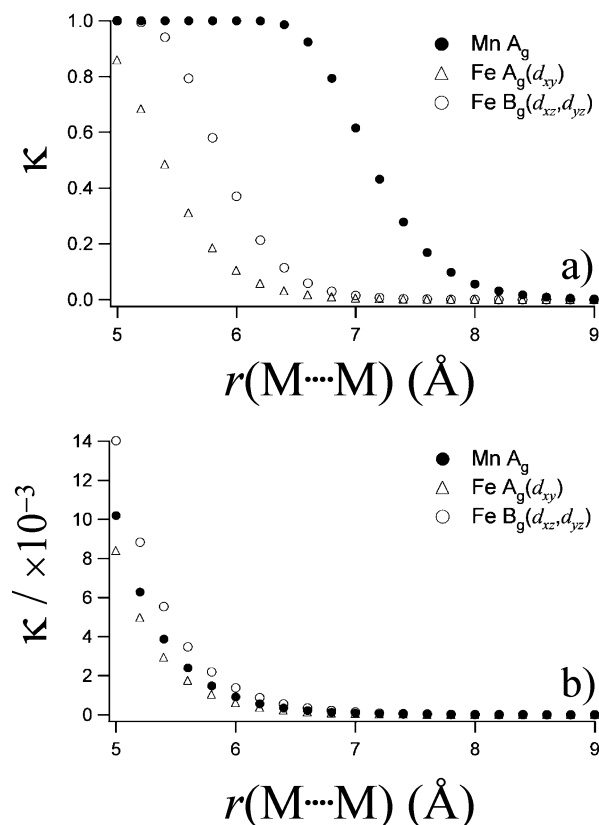 1.0
0.8
0.6
0.4
0.2
0.0
κ
Mn Ag
Fe Ag(dxy)
Fe Bg(dxz,dyz)
a)
5 6 7 8 9
r(M····M) (Å)
14
12
10
8
6
4
2
0
κ / ×10⁻³
Mn Ag
Fe Ag(dxy)
Fe Bg(dxz,dyz)
b)
5 6 7 8 9
r(M····M) (Å)